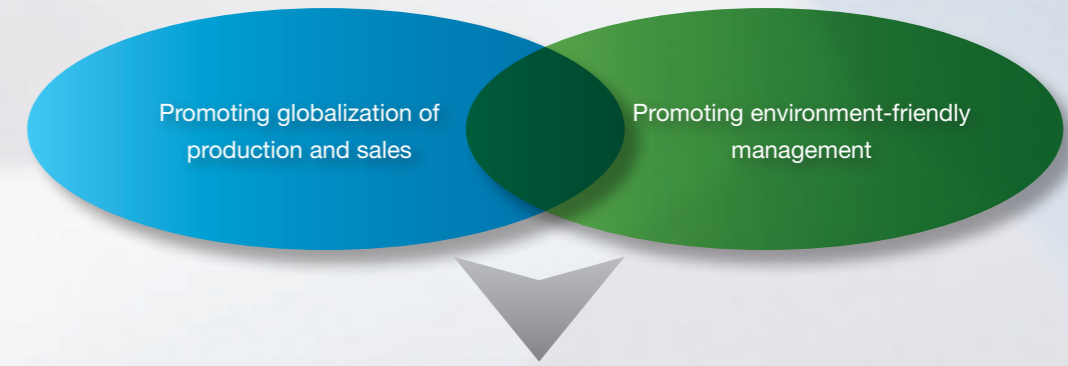 Promoting globalization of
production and sales
Promoting environment-friendly
management